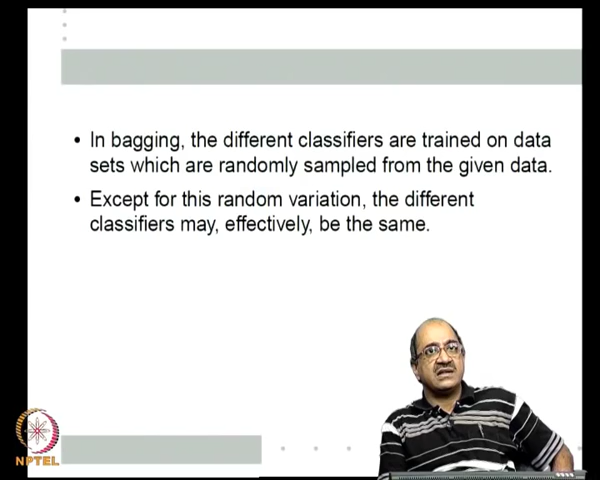 • In bagging, the different classifiers are trained on data
sets which are randomly sampled from the given data.
• Except for this random variation, the different
classifiers may, effectively, be the same.
NPTEL